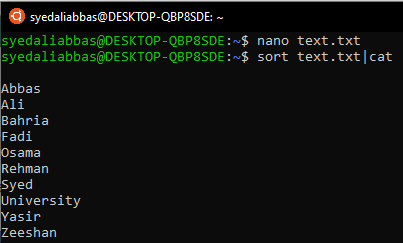 syedaliabbas@DESKTOP-QBP8SDE: ~
syedaliabbas@DESKTOP-QBP8SDE:~$ nano text.txt
syedaliabbas@DESKTOP-QBP8SDE:~$ sort text.txt|cat
Abbas
Ali
Bahria
Fadi
Osama
Rehman
Syed
University
Yasir
Zeeshan